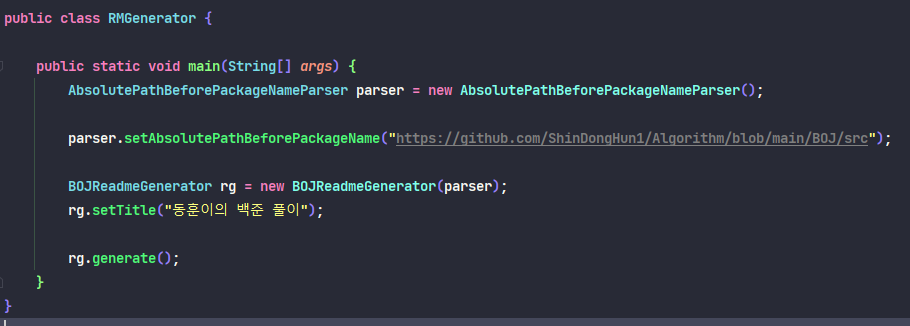 public class RMGenerator {
public static void main(String[] args) {
AbsolutePathBeforePackageNameParser parser = new AbsolutePathBeforePackageNameParser();
parser.setAbsolutePathBeforePackageName("https://github.com/ShinDongHun1/Algorithm/blob/main/BOJ/src");
BOJReadmeGenerator rg = new BOJReadmeGenerator(parser);
rg.setTitle("동훈이의 백준 풀이");
rg.generate();
}
}